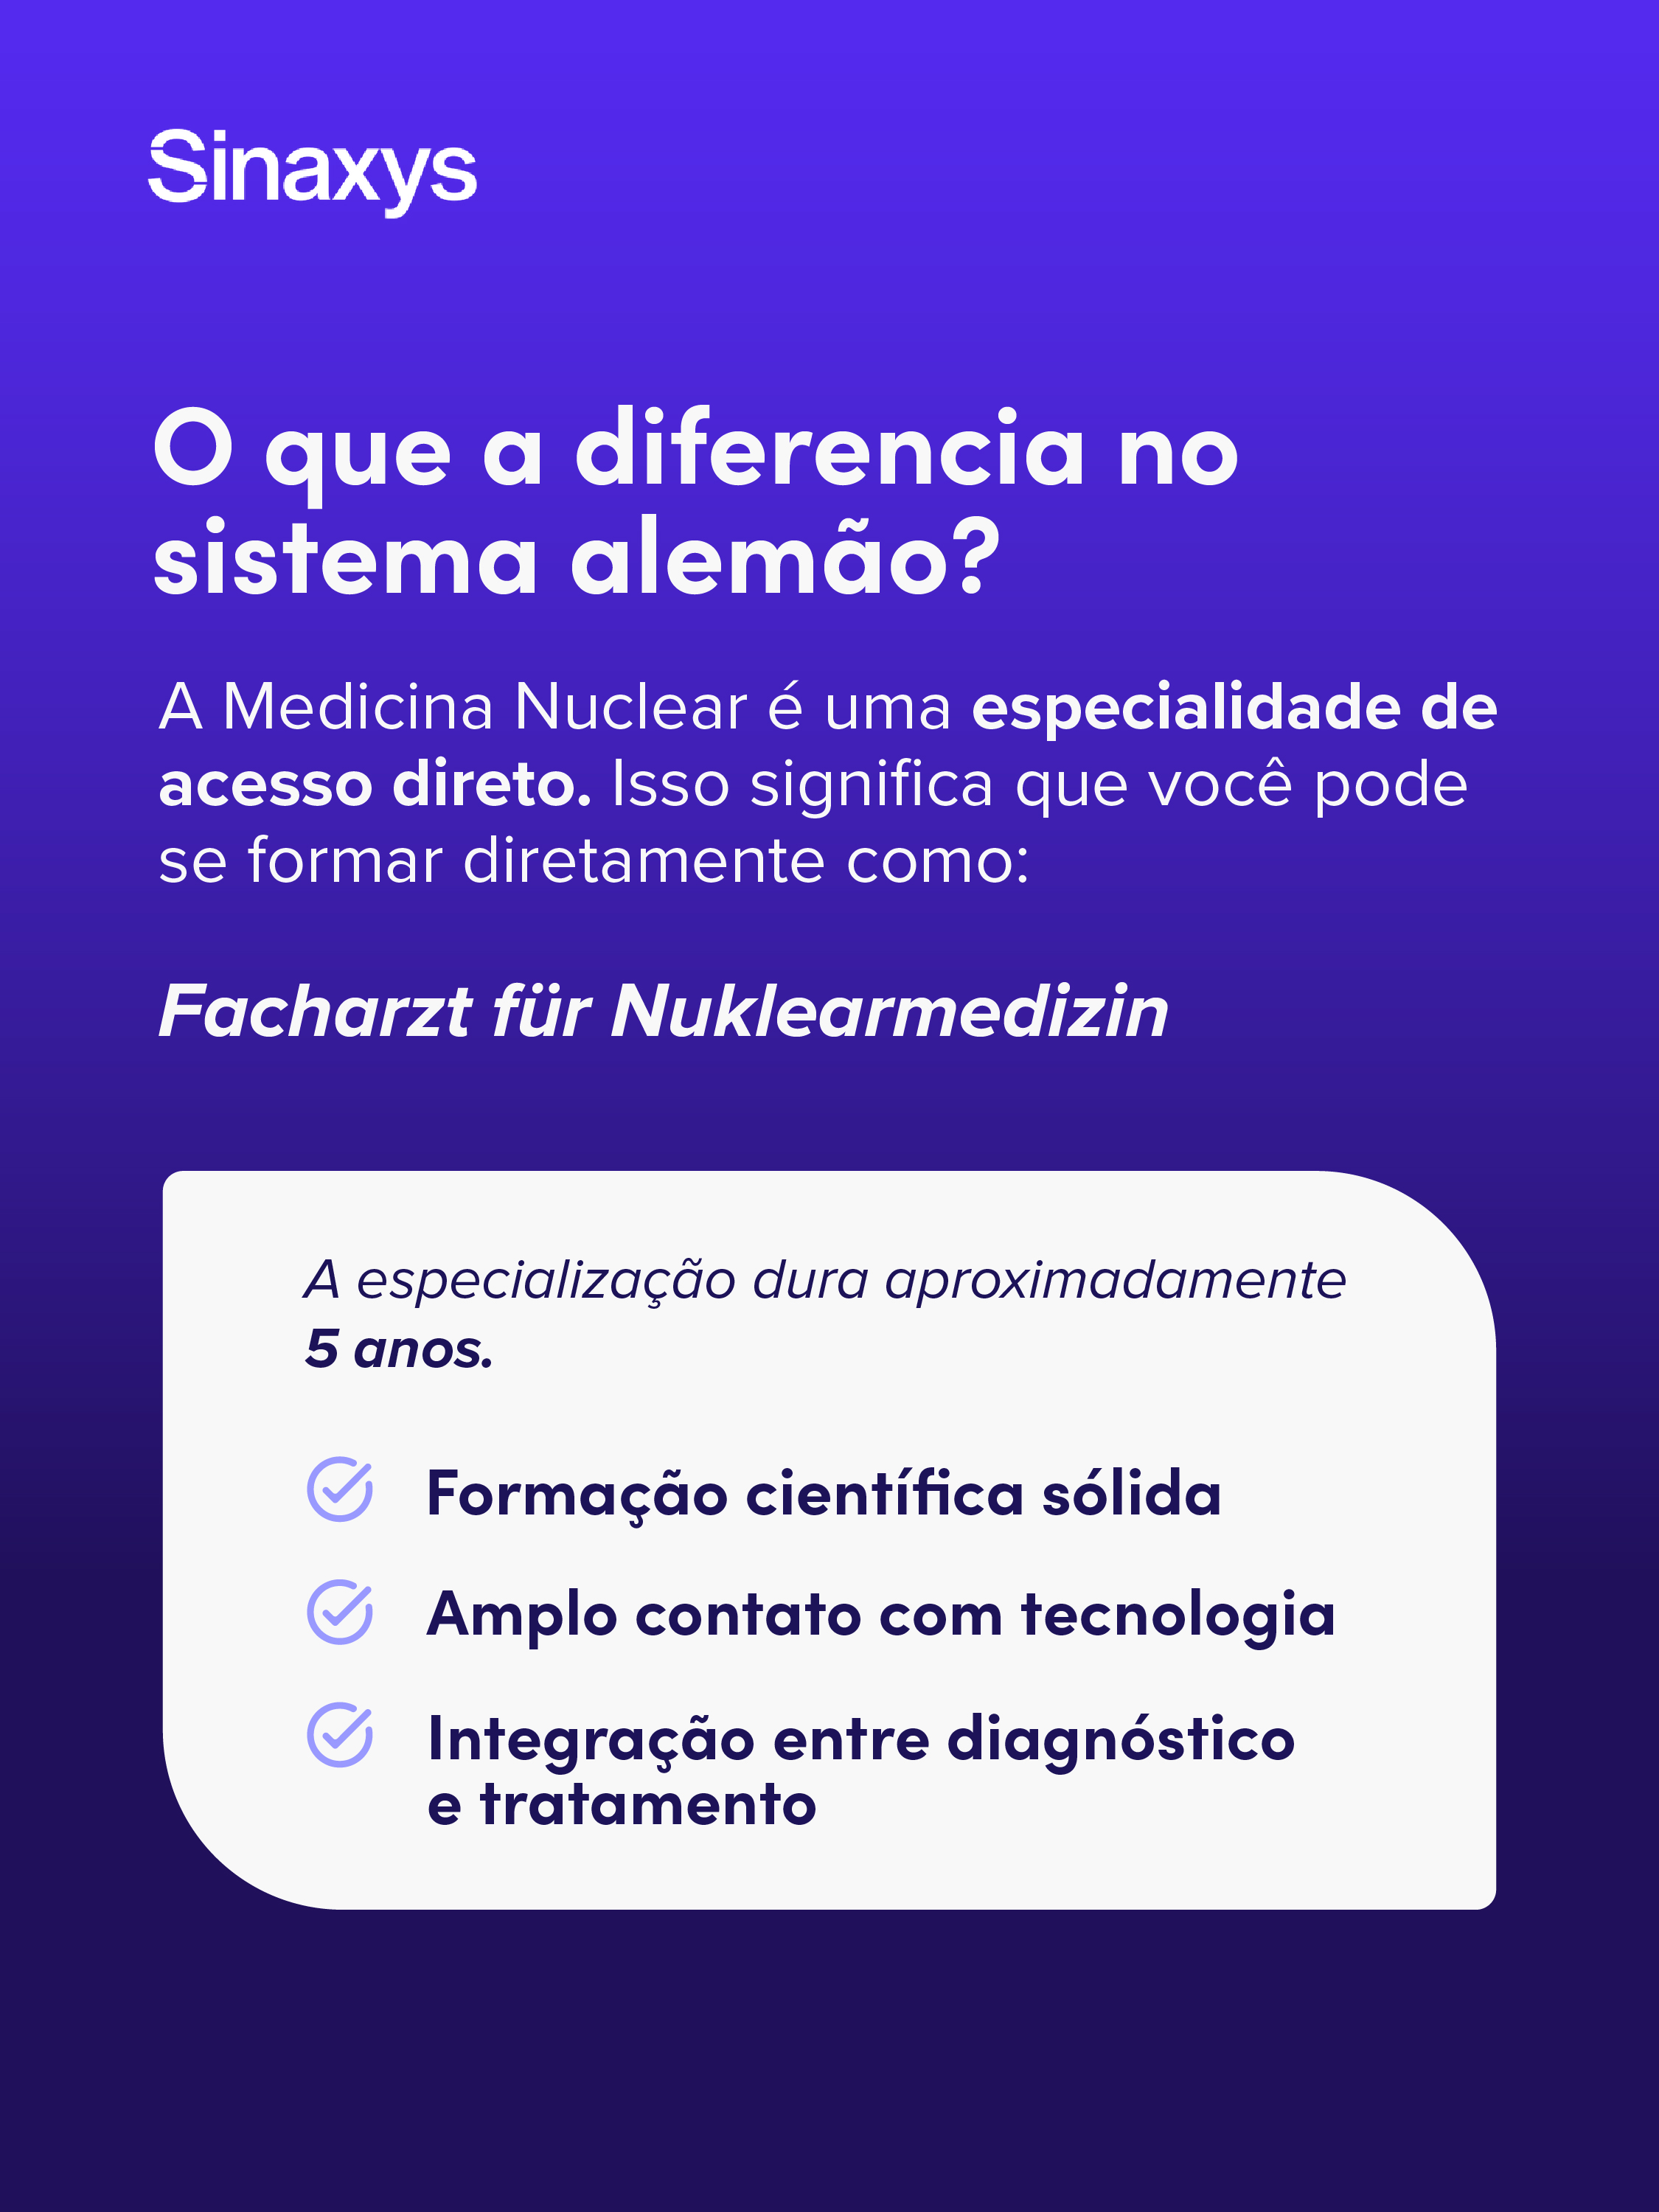 Sinaxys
O que a diferencia no
sistema alemão?
A Medicina Nuclear é uma especialidade de
acesso direto. Isso significa que você pode
se formar diretamente como:
Facharzt für Nuklearmedizin
A especialização dura aproximadamente
5 anos.
Formação científica sólida
Amplo contato com tecnologia
Integração entre diagnóstico
e tratamento